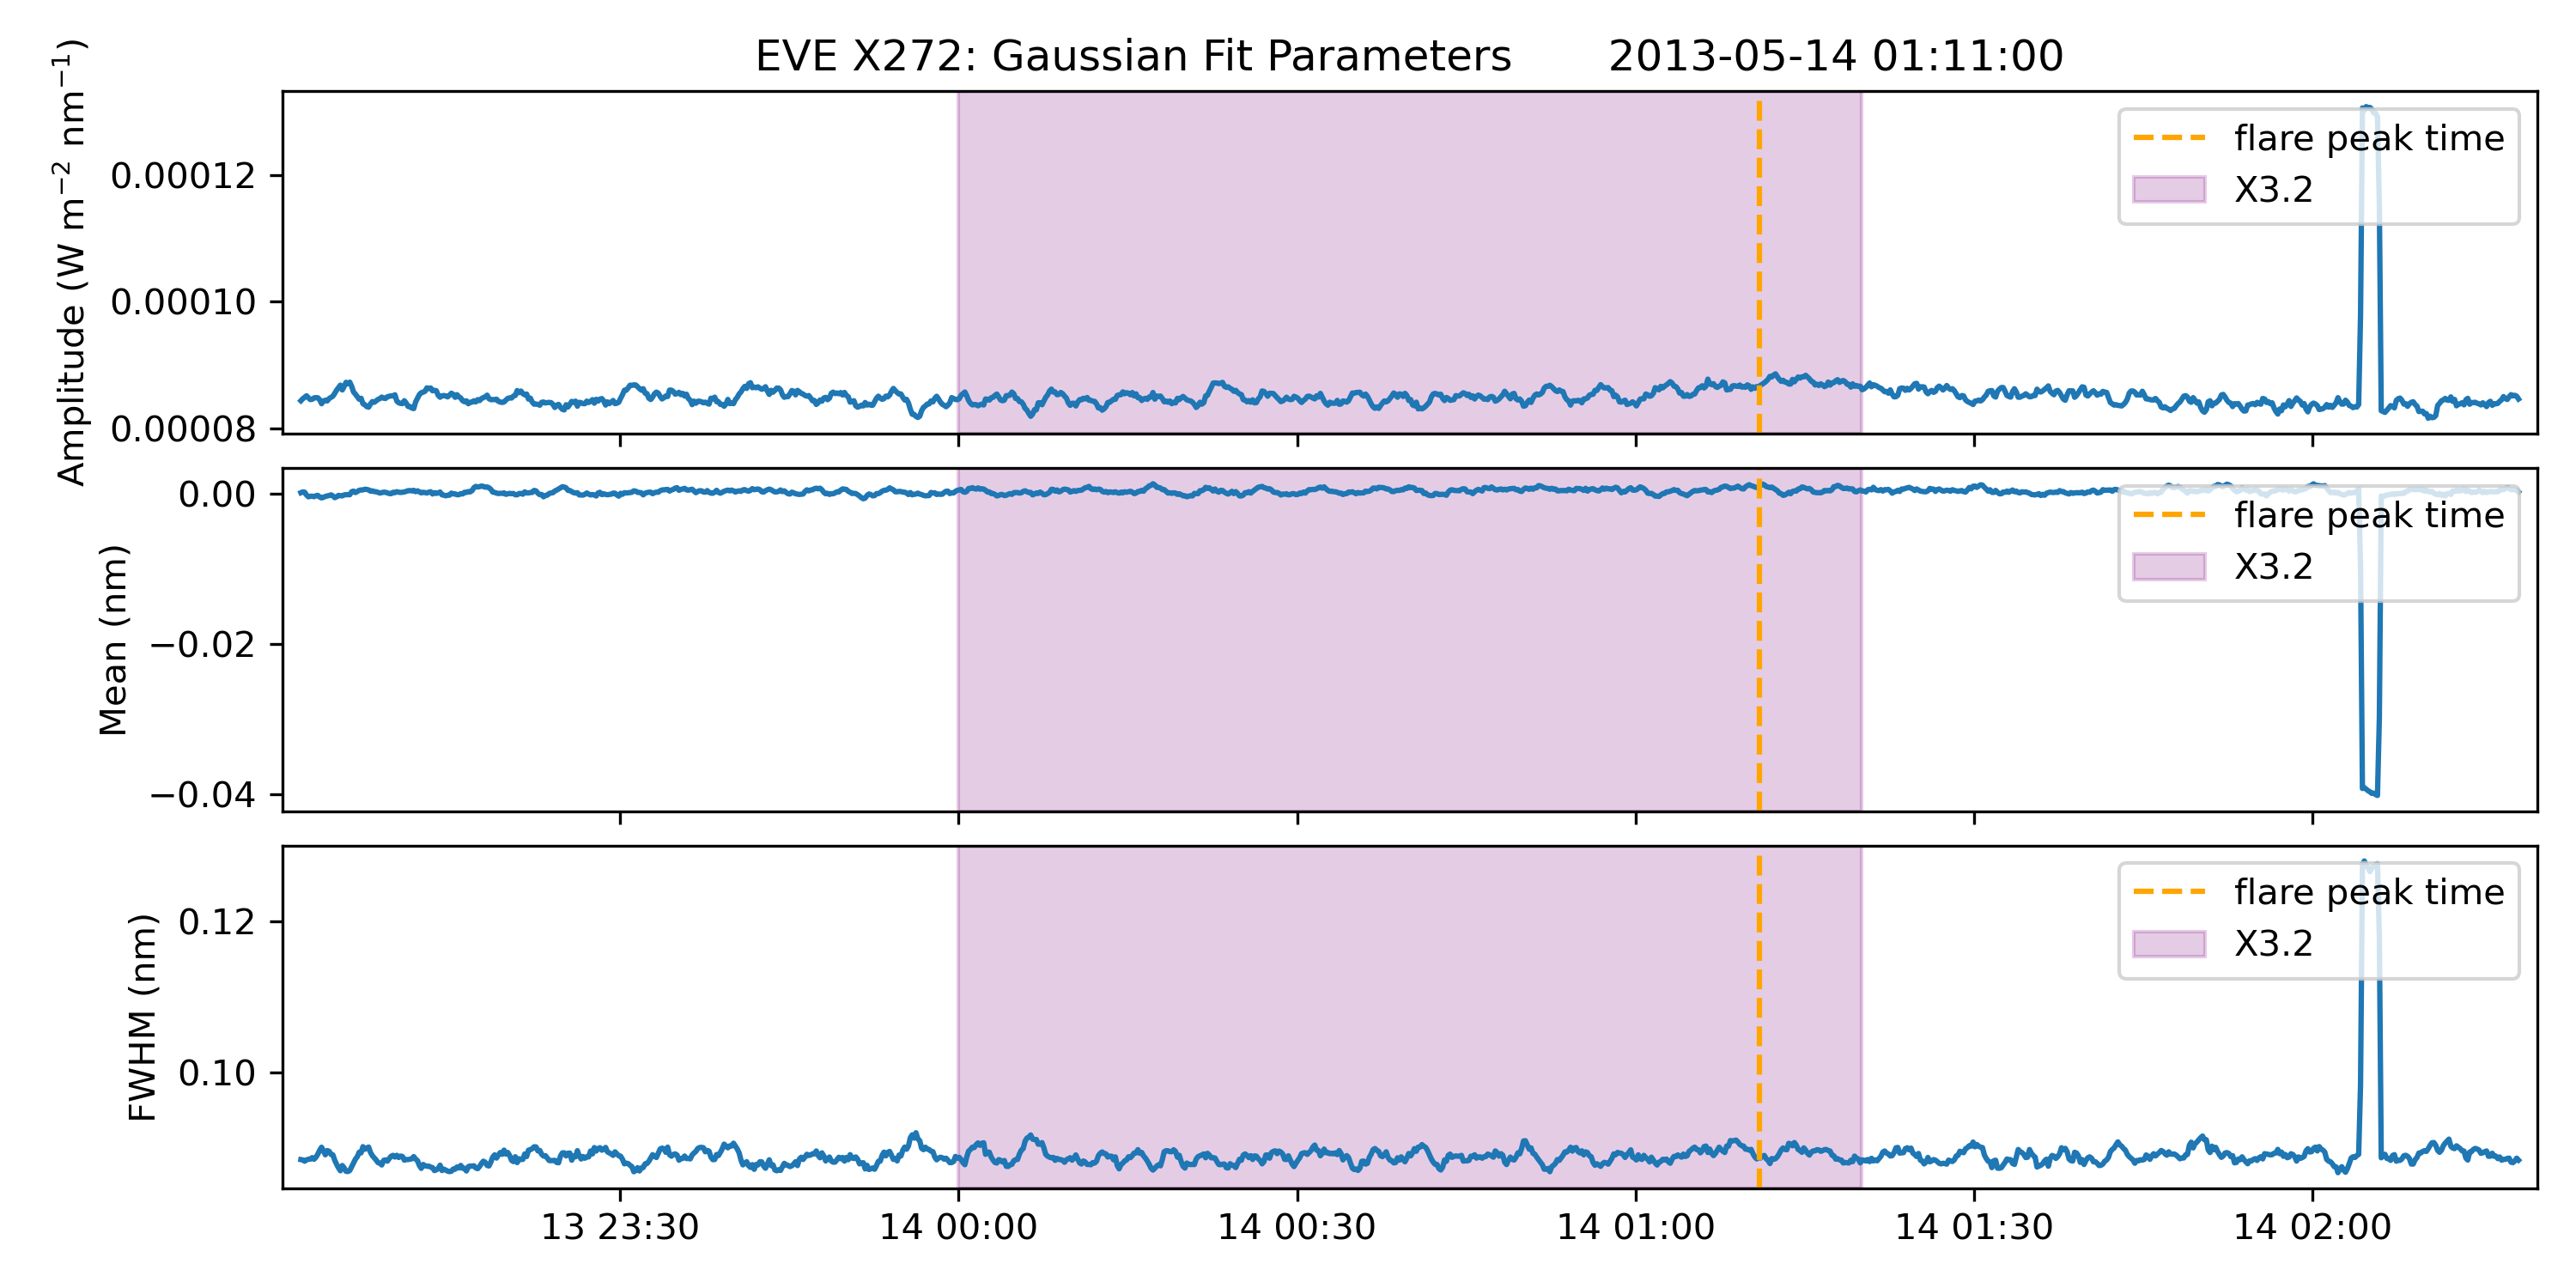 EVE X272: Gaussian Fit Parameters 2013-05-14 01:11:00
Amplitude (W m⁻² nm⁻¹)
0.00012
0.00010
0.00008
flare peak time
X3.2
Mean (nm)
0.00
−0.02
−0.04
flare peak time
X3.2
FWHM (nm)
0.12
0.10
flare peak time
X3.2
13 23:30 14 00:00 14 00:30 14 01:00 14 01:30 14 02:00